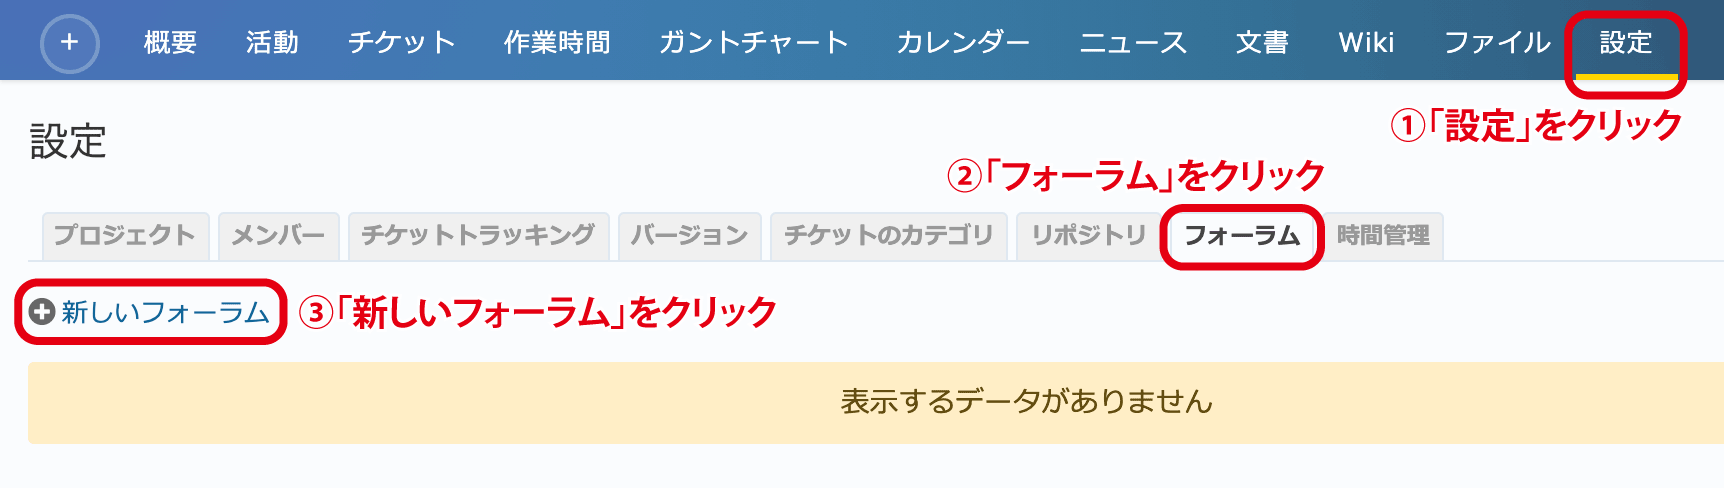 + 概要 活動 チケット 作業時間 ガントチャート カレンダー ニュース 文書 Wiki ファイル 設定
①「設定」をクリック
設定
②「フォーラム」をクリック
プロジェクト メンバー チケットトラッキング バージョン チケットのカテゴリ リポジトリ フォーラム 時間管理
新しいフォーラム ③「新しいフォーラム」をクリック
表示するデータがありません